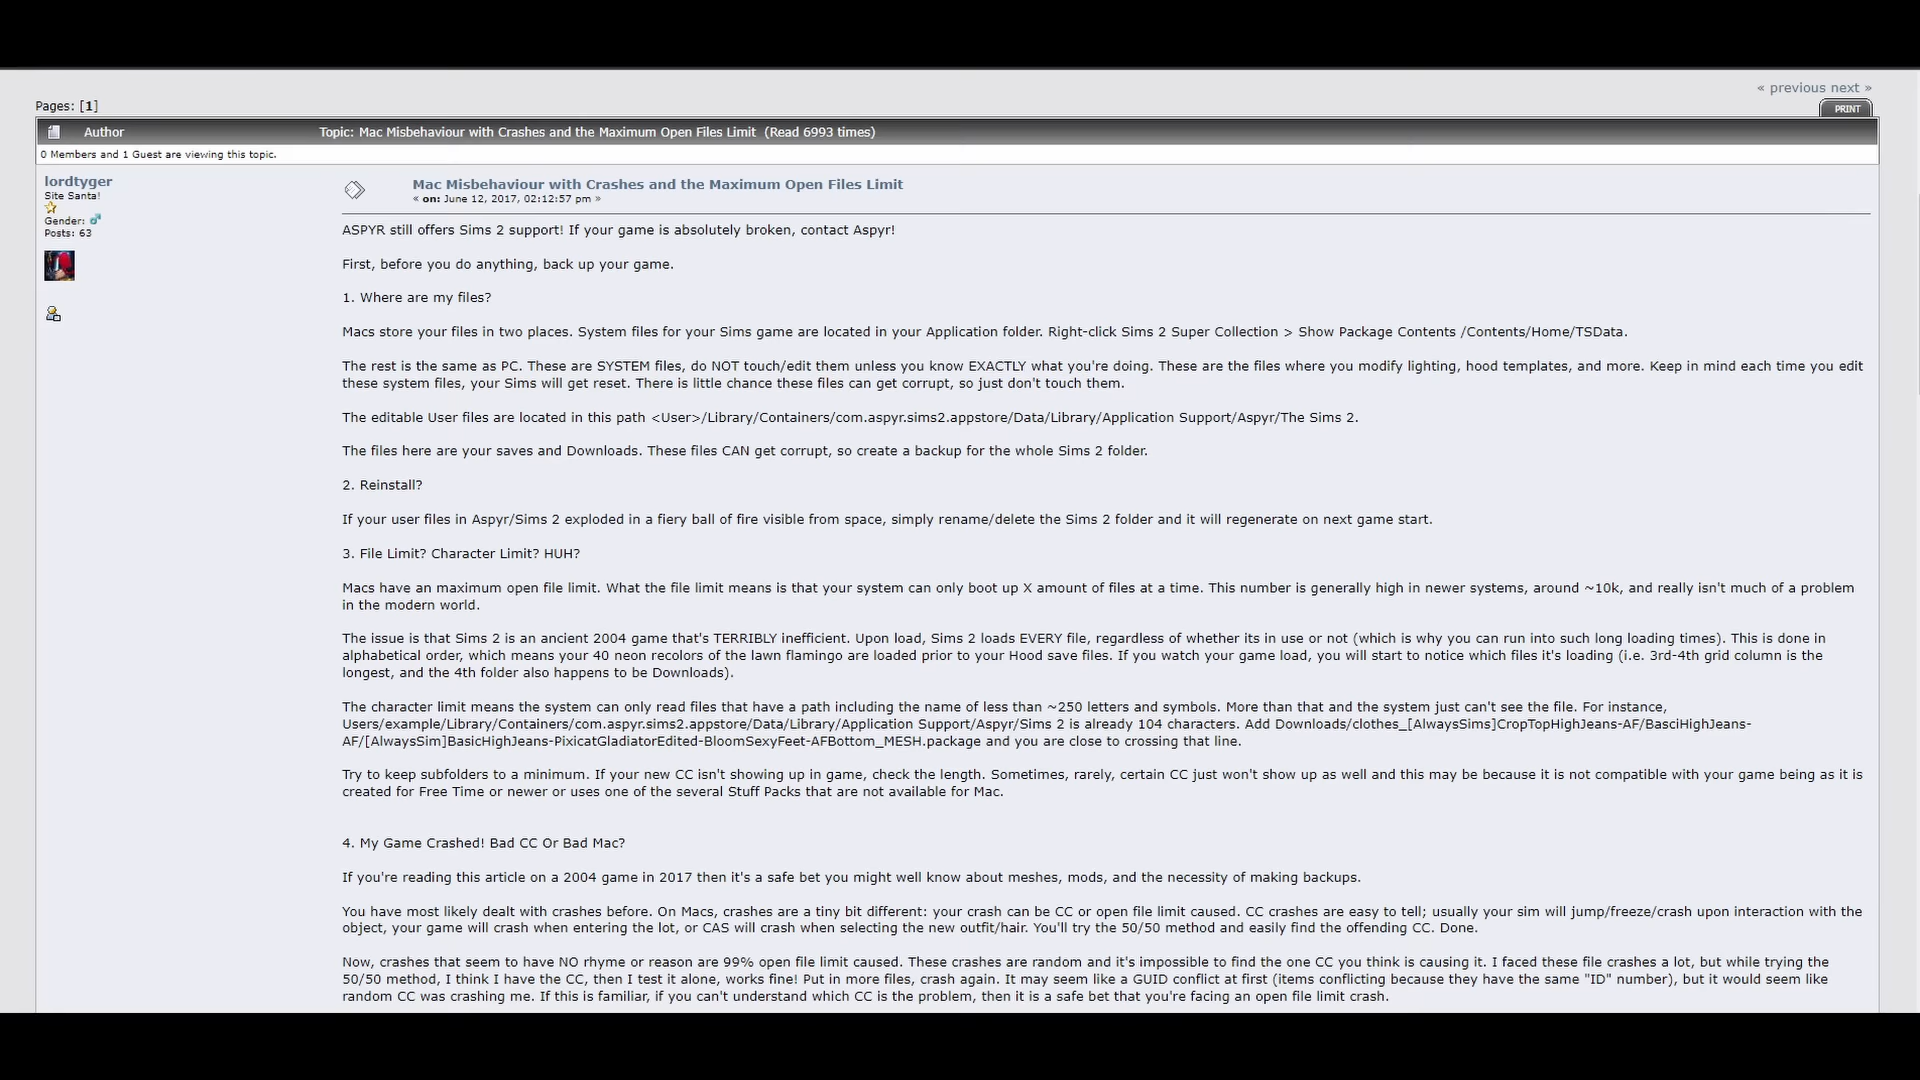 « previous next »
Pages: [1]
PRINT
Author
Topic: Mac Misbehaviour with Crashes and the Maximum Open Files Limit (Read 6993 times)
0 Members and 1 Guest are viewing this topic.
lordtyger
Site Santa!
Gender:
Posts: 63
Mac Misbehaviour with Crashes and the Maximum Open Files Limit
« on: June 12, 2017, 02:12:57 pm »
ASPYR still offers Sims 2 support! If your game is absolutely broken, contact Aspyr!
First, before you do anything, back up your game.
1. Where are my files?
Macs store your files in two places. System files for your Sims game are located in your Application folder. Right-click Sims 2 Super Collection > Show Package Contents /Contents/Home/TSData.
The rest is the same as PC. These are SYSTEM files, do NOT touch/edit them unless you know EXACTLY what you're doing. These are the files where you modify lighting, hood templates, and more. Keep in mind each time you edit
these system files, your Sims will get reset. There is little chance these files can get corrupt, so just don't touch them.
The editable User files are located in this path <User>/Library/Containers/com.aspyr.sims2.appstore/Data/Library/Application Support/Aspyr/The Sims 2.
The files here are your saves and Downloads. These files CAN get corrupt, so create a backup for the whole Sims 2 folder.
2. Reinstall?
If your user files in Aspyr/Sims 2 exploded in a fiery ball of fire visible from space, simply rename/delete the Sims 2 folder and it will regenerate on next game start.
3. File Limit? Character Limit? HUH?
Macs have an maximum open file limit. What the file limit means is that your system can only boot up X amount of files at a time. This number is generally high in newer systems, around ~10k, and really isn't much of a problem
in the modern world.
The issue is that Sims 2 is an ancient 2004 game that's TERRIBLY inefficient. Upon load, Sims 2 loads EVERY file, regardless of whether its in use or not (which is why you can run into such long loading times). This is done in
alphabetical order, which means your 40 neon recolors of the lawn flamingo are loaded prior to your Hood save files. If you watch your game load, you will start to notice which files it's loading (i.e. 3rd-4th grid column is the
longest, and the 4th folder also happens to be Downloads).
The character limit means the system can only read files that have a path including the name of less than ~250 letters and symbols. More than that and the system just can't see the file. For instance,
Users/example/Library/Containers/com.aspyr.sims2.appstore/Data/Library/Application Support/Aspyr/Sims 2 is already 104 characters. Add Downloads/clothes_[AlwaysSims]CropTopHighJeans-AF/BasciHighJeans-
AF/[AlwaysSim]BasicHighJeans-PixicatGladiatorEdited-BloomSexyFeet-AFBottom_MESH.package and you are close to crossing that line.
Try to keep subfolders to a minimum. If your new CC isn't showing up in game, check the length. Sometimes, rarely, certain CC just won't show up as well and this may be because it is not compatible with your game being as it is
created for Free Time or newer or uses one of the several Stuff Packs that are not available for Mac.
4. My Game Crashed! Bad CC Or Bad Mac?
If you're reading this article on a 2004 game in 2017 then it's a safe bet you might well know about meshes, mods, and the necessity of making backups.
You have most likely dealt with crashes before. On Macs, crashes are a tiny bit different: your crash can be CC or open file limit caused. CC crashes are easy to tell; usually your sim will jump/freeze/crash upon interaction with the
object, your game will crash when entering the lot, or CAS will crash when selecting the new outfit/hair. You'll try the 50/50 method and easily find the offending CC. Done.
Now, crashes that seem to have NO rhyme or reason are 99% open file limit caused. These crashes are random and it's impossible to find the one CC you think is causing it. I faced these file crashes a lot, but while trying the
50/50 method, I think I have the CC, then I test it alone, works fine! Put in more files, crash again. It may seem like a GUID conflict at first (items conflicting because they have the same "ID" number), but it would seem like
random CC was crashing me. If this is familiar, if you can't understand which CC is the problem, then it is a safe bet that you're facing an open file limit crash.